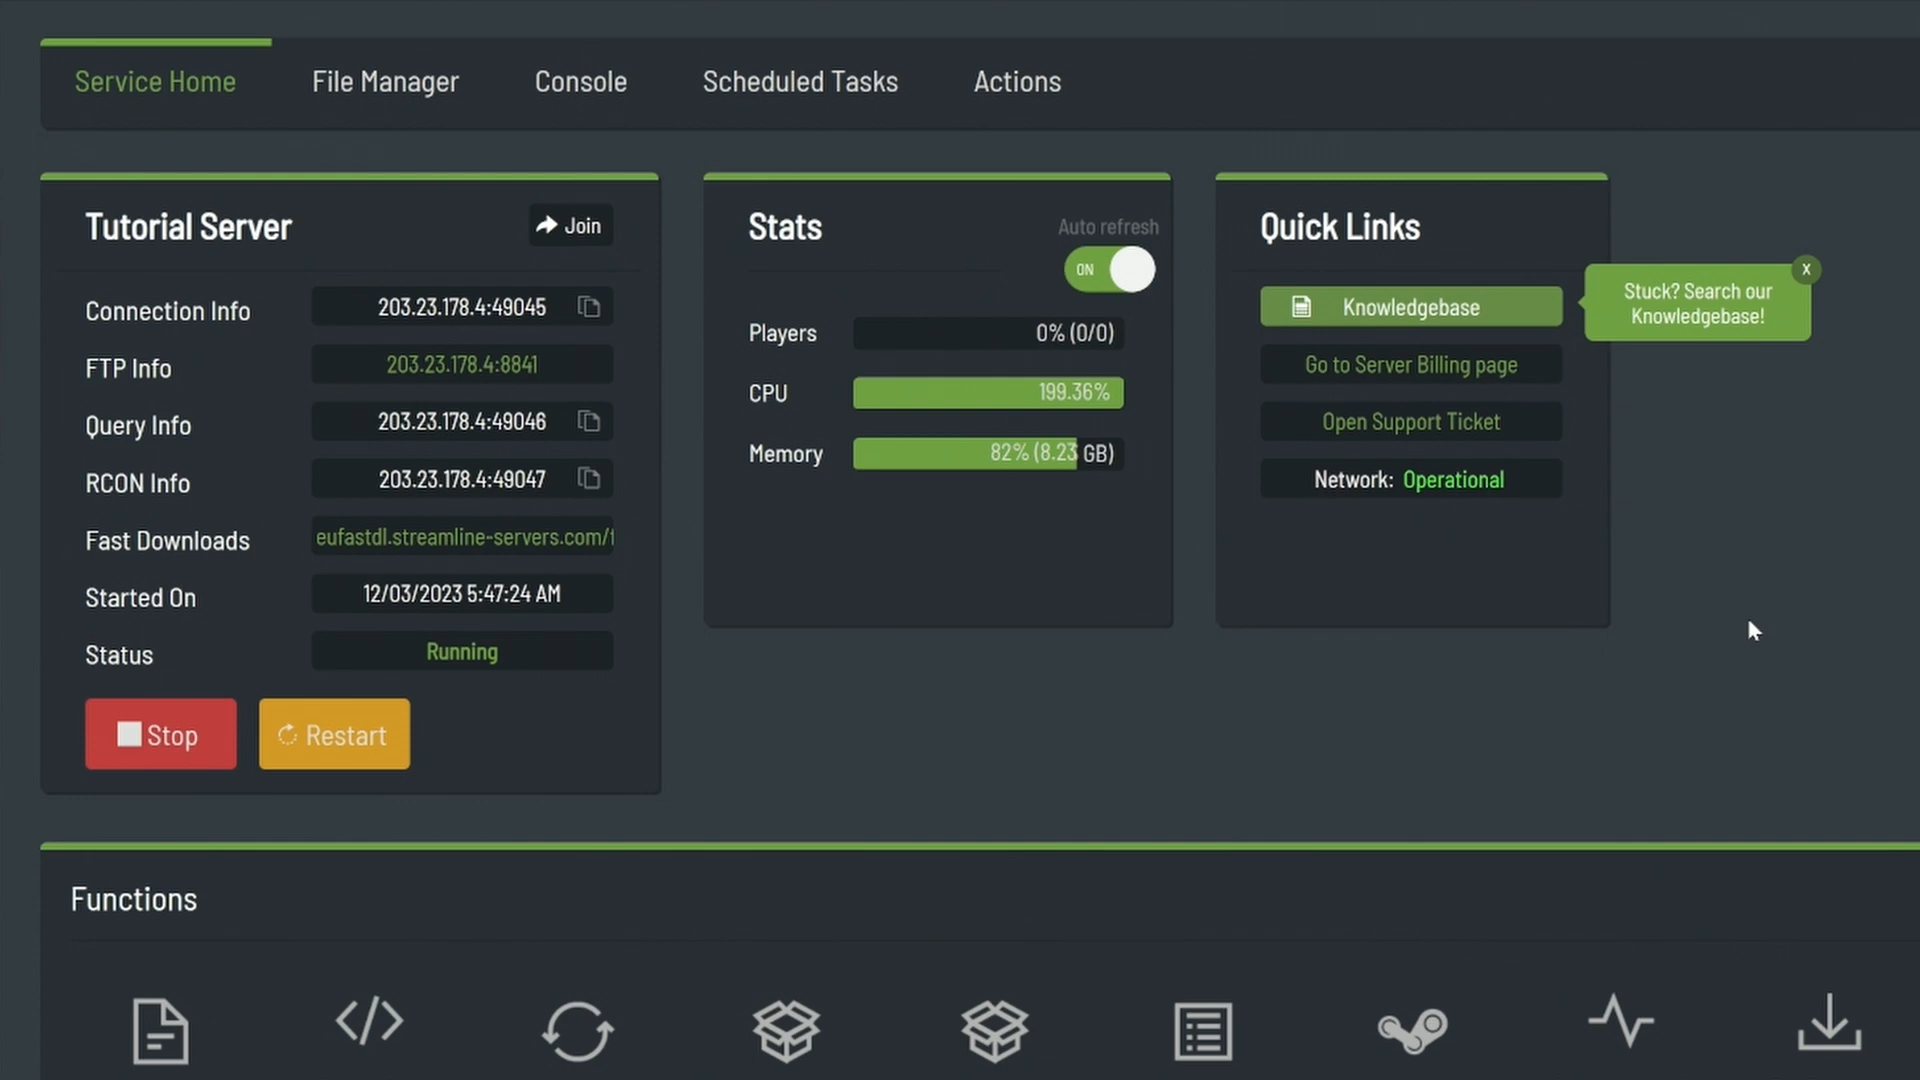 Service Home
File Manager
Console
Scheduled Tasks
Actions
Tutorial Server
Join
Connection Info
203.23.178.4:49045
FTP Info
203.23.178.4:8841
Query Info
203.23.178.4:49046
RCON Info
203.23.178.4:49047
Fast Downloads
eufastdl.streamline-servers.com/
Started On
12/03/2023 5:47:24 AM
Status
Running
Stop
Restart
Stats
Auto refresh
ON
Players
0% (0/0)
CPU
199.36%
Memory
82% (8.23 GB)
Quick Links
Knowledgebase
Go to Server Billing page
Open Support Ticket
Network: Operational
X
Stuck? Search our
Knowledgebase!
Functions